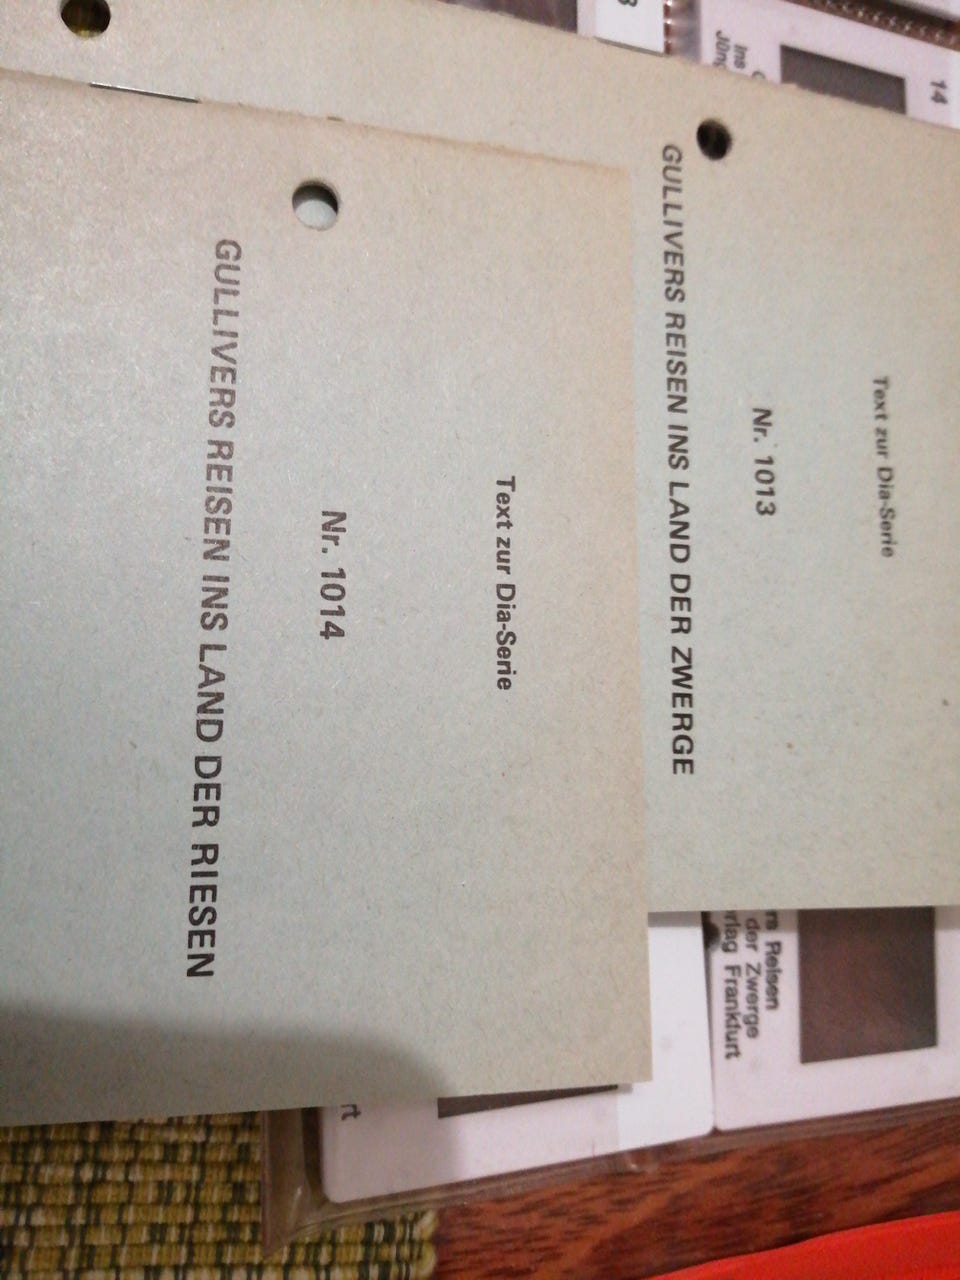 Text zur Dia-Serie
Nr. 1013
GULLIVERS REISEN INS LAND DER ZWERGE
Text zur Dia-Serie
Nr. 1014
GULLIVERS REISEN INS LAND DER RIESEN
14
Ins
Reisen
der Zwerge
Frankfurt